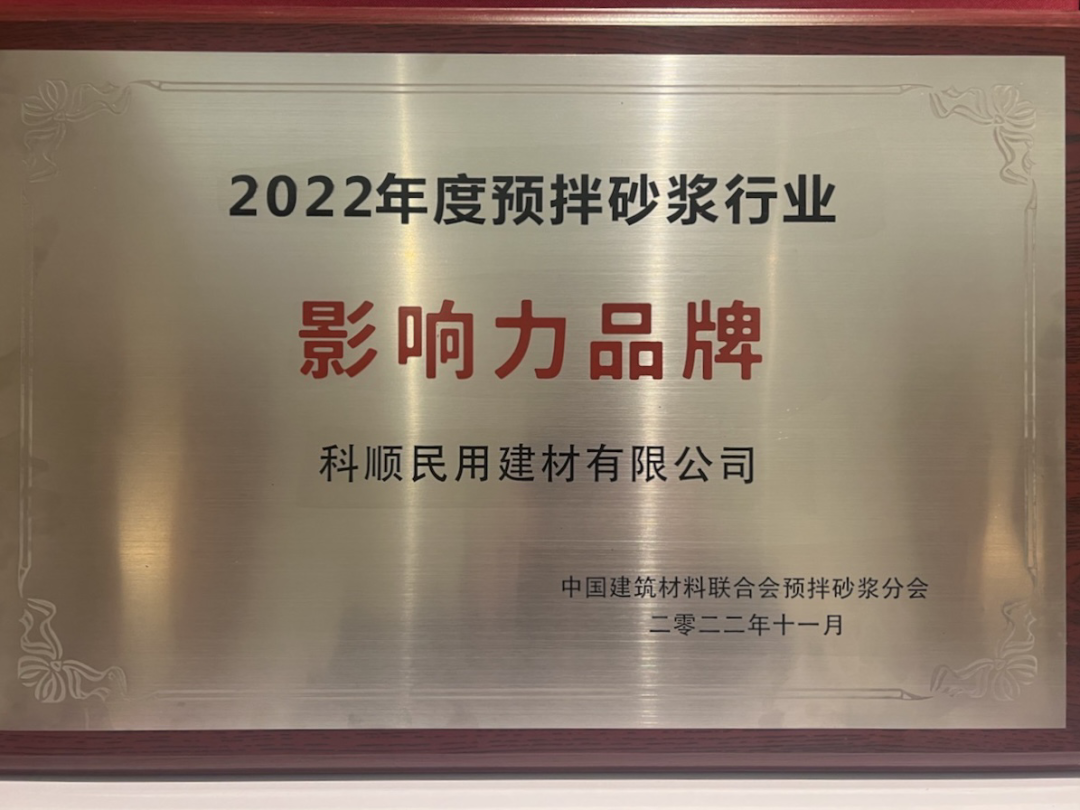 2022年度预拌砂浆行业
影响力品牌
科顺民用建材有限公司
中国建筑材料联合会预拌砂浆分会
二零二二年十一月